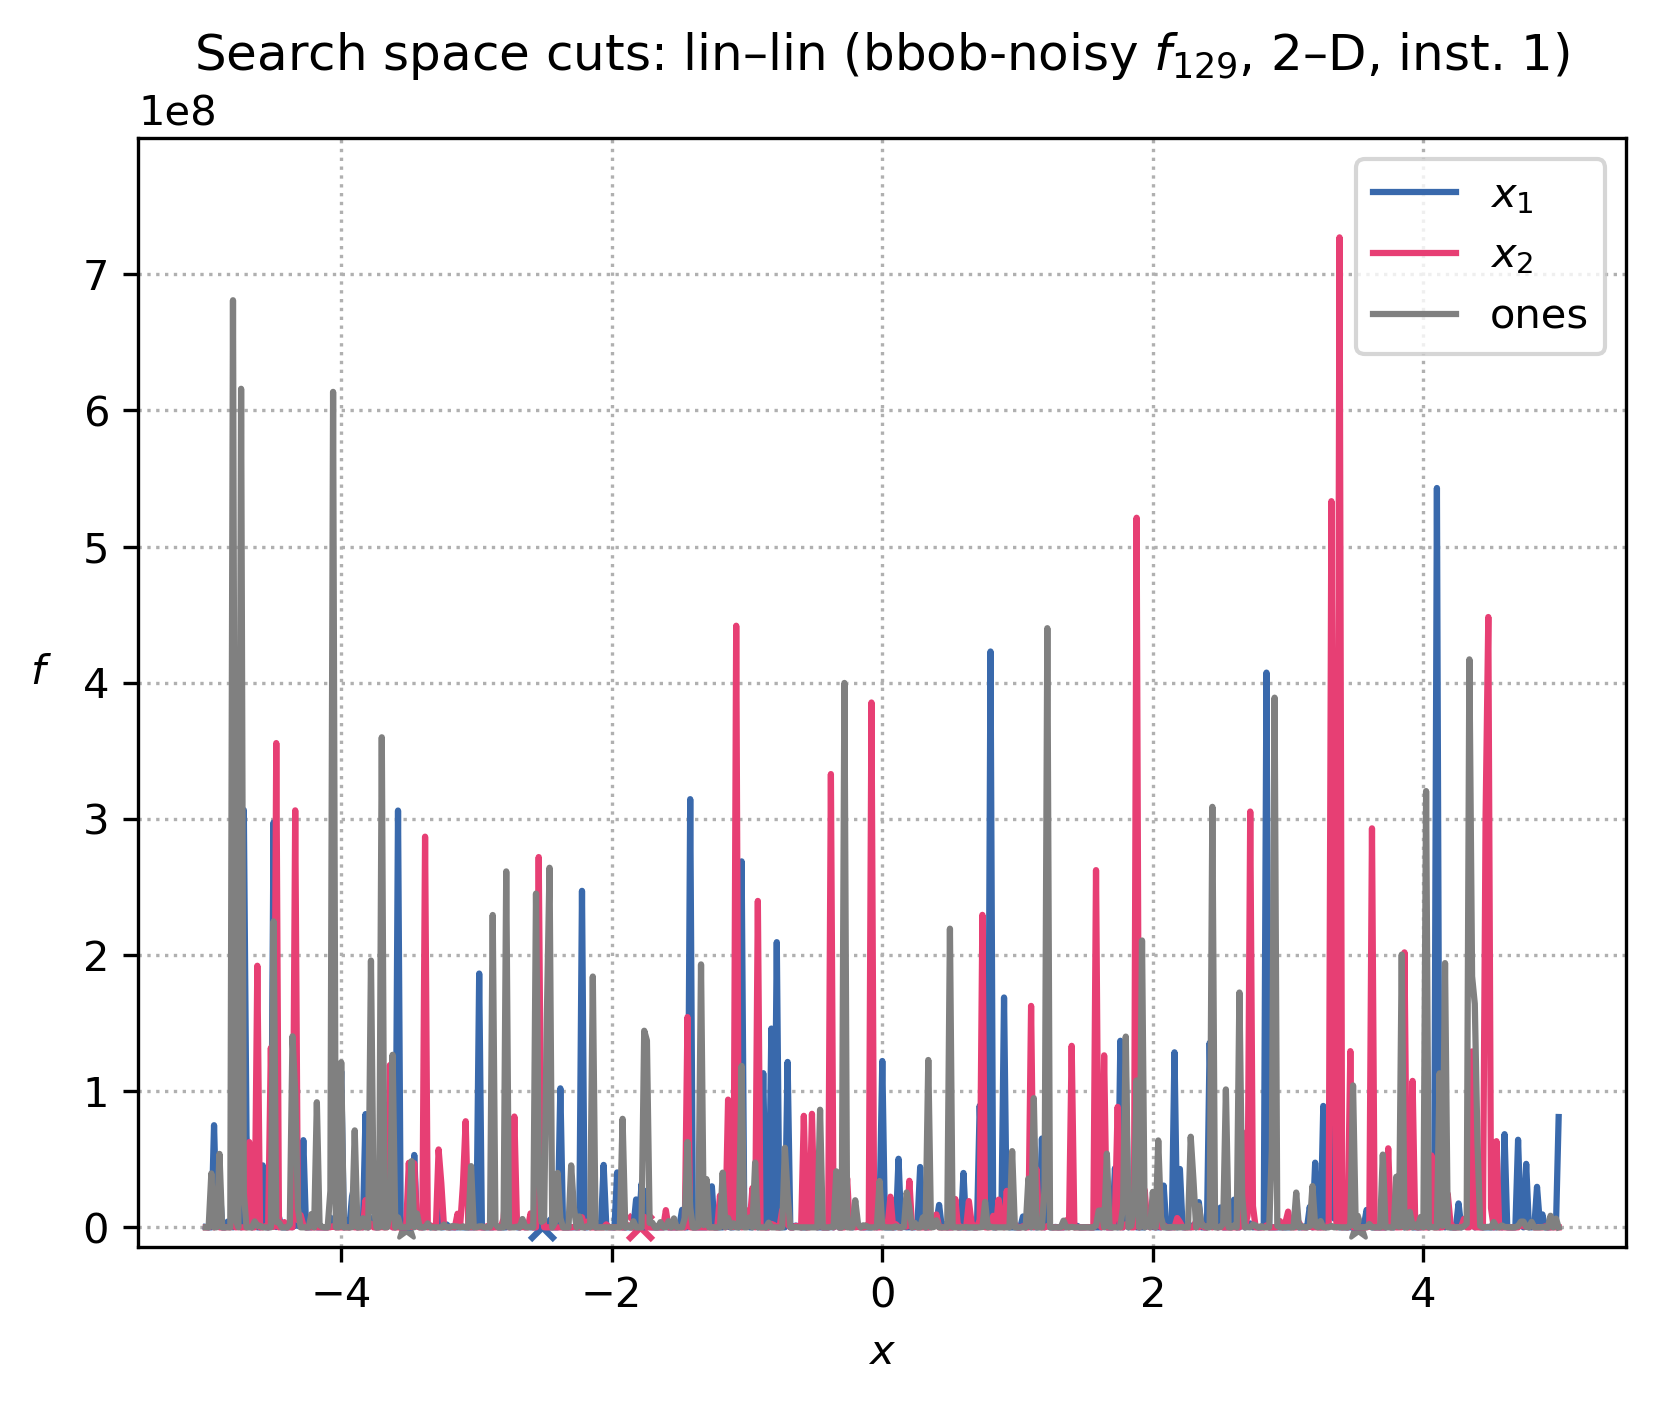 Search space cuts: lin–lin (bbob-noisy f₁₂₉, 2–D, inst. 1)
1e8
x₁
x₂
ones
7
6
5
4
3
2
1
0
f
−4
−2
0
2
4
x